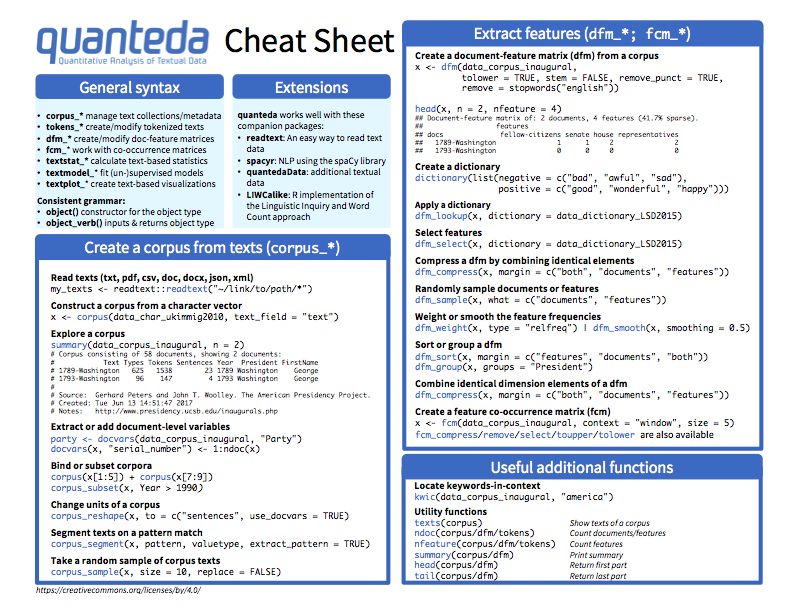 quanteda Cheat Sheet
Quantitative Analysis of Textual Data
General syntax
• corpus_* manage text collections/metadata
• tokens_* create/modify tokenized texts
• dfm_* create/modify doc-feature matrices
• fcm_* work with co-occurrence matrices
• textstat_* calculate text-based statistics
• textmodel_* fit (un-)supervised models
• textplot_* create text-based visualizations
Consistent grammar:
• object() constructor for the object type
• object_verb() inputs & returns object type
Extensions
quanteda works well with these
companion packages:
• readtext: An easy way to read text
data
• spacyr: NLP using the spaCy library
• quantedaData: additional textual
data
• LIWCalike: R implementation of
the Linguistic Inquiry and Word
Count approach
Create a corpus from texts (corpus_*)
Read texts (txt, pdf, csv, doc, docx, json, xml)
my_texts <- readtext::readtext("~/link/to/path/*")
Construct a corpus from a character vector
x <- corpus(data_char_ukimmig2010, text_field = "text")
Explore a corpus
summary(data_corpus_inaugural, n = 2)
# Corpus consisting of 58 documents, showing 2 documents:
# Text Types Tokens Sentences Year President FirstName
# 1789-Washington 625 1538 23 1789 Washington George
# 1793-Washington 96 147 4 1793 Washington George
#
# Source: Gerhard Peters and John T. Woolley. The American Presidency Project.
# Created: Tue Jun 13 14:51:47 2017
# Notes: http://www.presidency.ucsb.edu/inaugurals.php
Extract or add document-level variables
party <- docvars(data_corpus_inaugural, "Party")
docvars(x, "serial_number") <- 1:ndoc(x)
Bind or subset corpora
corpus(x[1:5]) + corpus(x[7:9])
corpus_subset(x, Year > 1990)
Change units of a corpus
corpus_reshape(x, to = c("sentences", use_docvars = TRUE)
Segment texts on a pattern match
corpus_segment(x, pattern, valuetype, extract_pattern = TRUE)
Take a random sample of corpus texts
corpus_sample(x, size = 10, replace = FALSE)
Extract features (dfm_*; fcm_*)
Create a document-feature matrix (dfm) from a corpus
x <- dfm(data_corpus_inaugural,
tolower = TRUE, stem = FALSE, remove_punct = TRUE,
remove = stopwords("english"))
head(x, n = 2, nfeature = 4)
## Document-feature matrix of: 2 documents, 4 features (41.7% sparse).
## features
## docs fellow-citizens senate house representatives
## 1789-Washington 1 1 2 2
## 1793-Washington 0 0 0 0
Create a dictionary
dictionary(list(negative = c("bad", "awful", "sad"),
positive = c("good", "wonderful", "happy")))
Apply a dictionary
dfm_lookup(x, dictionary = data_dictionary_LSD2015)
Select features
dfm_select(x, dictionary = data_dictionary_LSD2015)
Compress a dfm by combining identical elements
dfm_compress(x, margin = c("both", "documents", "features"))
Randomly sample documents or features
dfm_sample(x, what = c("documents", "features"))
Weight or smooth the feature frequencies
dfm_weight(x, type = "relfreq") | dfm_smooth(x, smoothing = 0.5)
Sort or group a dfm
dfm_sort(x, margin = c("features", "documents", "both"))
dfm_group(x, groups = "President")
Combine identical dimension elements of a dfm
dfm_compress(x, margin = c("both", "documents", "features"))
Create a feature co-occurrence matrix (fcm)
x <- fcm(data_corpus_inaugural, context = "window", size = 5)
fcm_compress/remove/select/toupper/tolower are also available
Useful additional functions
Locate keywords-in-context
kwic(data_corpus_inaugural, "america")
Utility functions
texts(corpus) Show texts of a corpus
ndoc(corpus/dfm/tokens) Count documents/features
nfeature(corpus/dfm/tokens) Count features
summary(corpus/dfm) Print summary
head(corpus/dfm) Return first part
tail(corpus/dfm) Return last part
https://creativecommons.org/licenses/by/4.0/